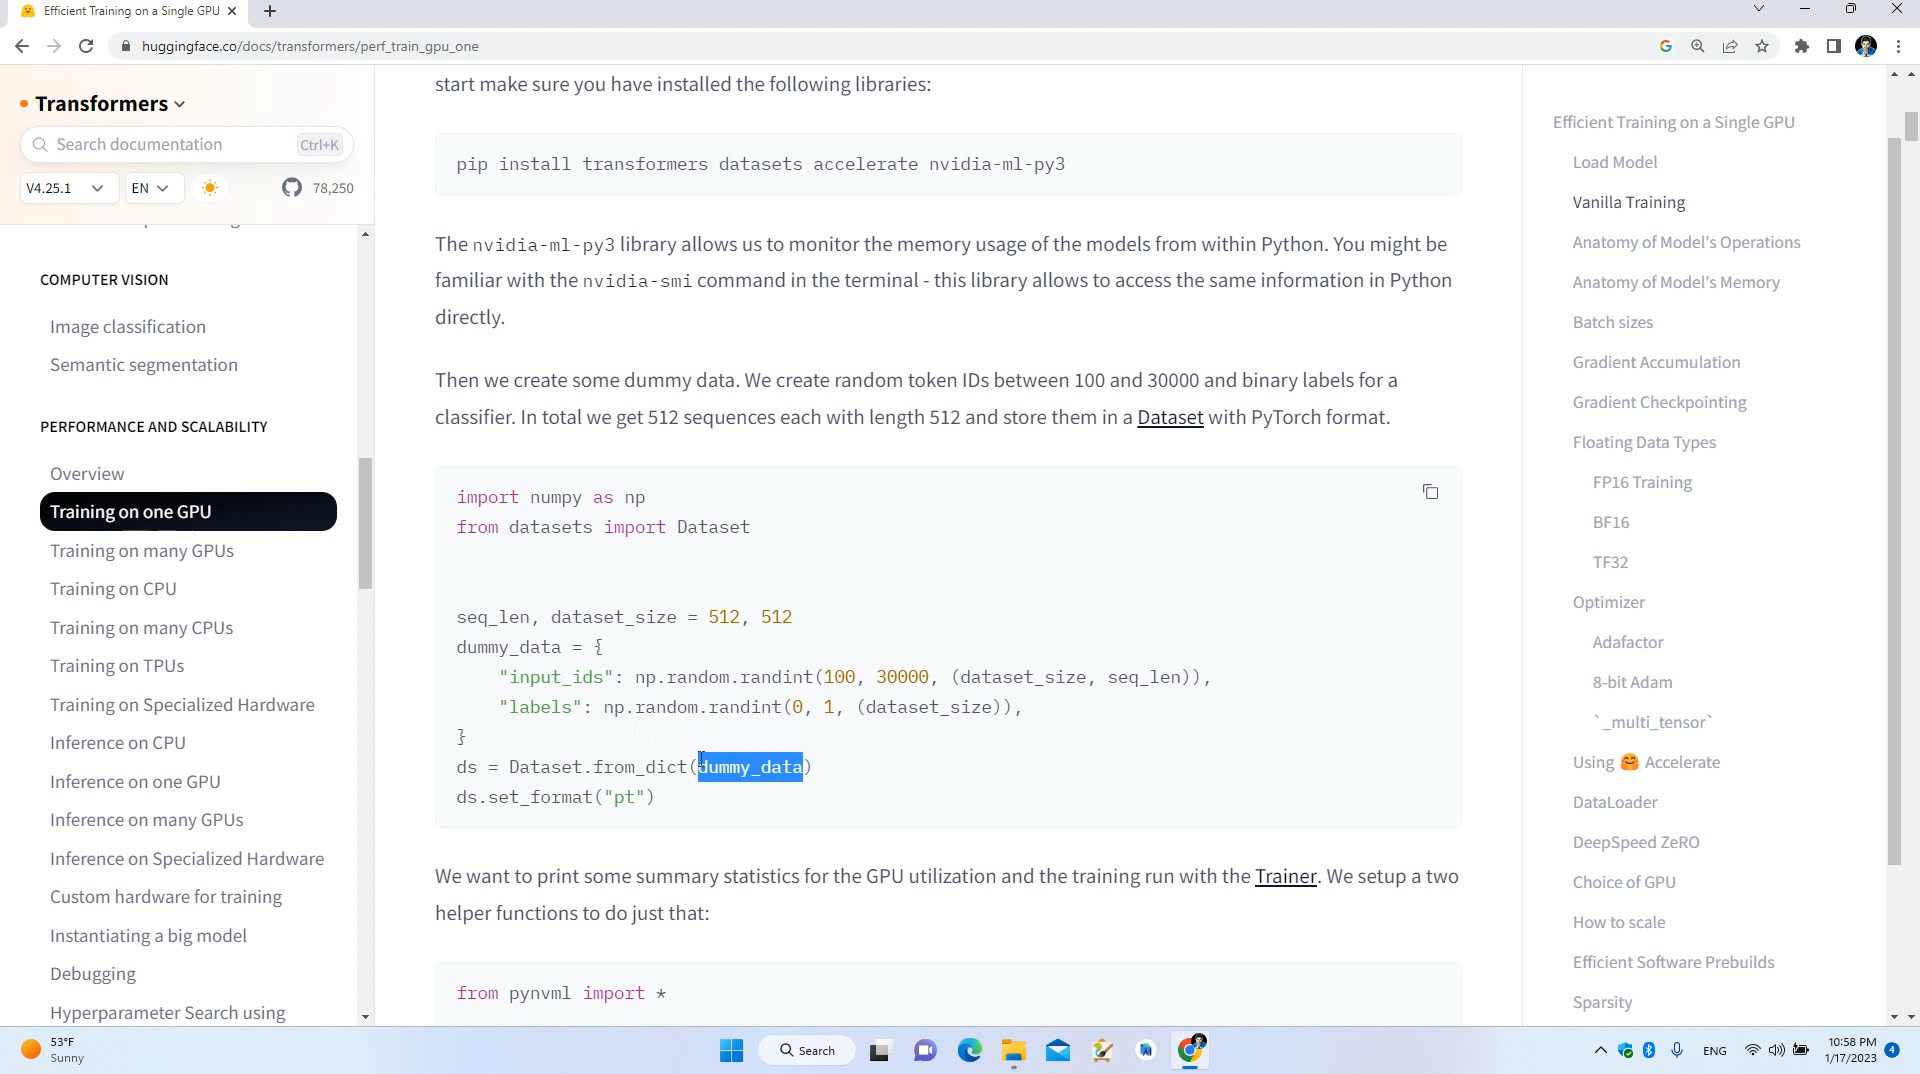 Efficient Training on a Single GPU
huggingface.co/docs/transformers/perf_train_gpu_one
Transformers
Search documentation
Ctrl+K
V4.25.1
EN
78,250
COMPUTER VISION
Image classification
Semantic segmentation
PERFORMANCE AND SCALABILITY
Overview
Training on one GPU
Training on many GPUs
Training on CPU
Training on many CPUs
Training on TPUs
Training on Specialized Hardware
Inference on CPU
Inference on one GPU
Inference on many GPUs
Inference on Specialized Hardware
Custom hardware for training
Instantiating a big model
Debugging
Hyperparameter Search using
start make sure you have installed the following libraries:
pip install transformers datasets accelerate nvidia-ml-py3
The nvidia-ml-py3 library allows us to monitor the memory usage of the models from within Python. You might be
familiar with the nvidia-smi command in the terminal - this library allows to access the same information in Python
directly.
Then we create some dummy data. We create random token IDs between 100 and 30000 and binary labels for a
classifier. In total we get 512 sequences each with length 512 and store them in a Dataset with PyTorch format.
import numpy as np
from datasets import Dataset
seq_len, dataset_size = 512, 512
dummy_data = {
"input_ids": np.random.randint(100, 30000, (dataset_size, seq_len)),
"labels": np.random.randint(0, 1, (dataset_size)),
}
ds = Dataset.from_dict(dummy_data)
ds.set_format("pt")
We want to print some summary statistics for the GPU utilization and the training run with the Trainer. We setup a two
helper functions to do just that:
from pynvml import *
Efficient Training on a Single GPU
Load Model
Vanilla Training
Anatomy of Model's Operations
Anatomy of Model's Memory
Batch sizes
Gradient Accumulation
Gradient Checkpointing
Floating Data Types
FP16 Training
BF16
TF32
Optimizer
Adafactor
8-bit Adam
`_multi_tensor`
Using 🤗 Accelerate
DataLoader
DeepSpeed ZeRO
Choice of GPU
How to scale
Efficient Software Prebuilds
Sparsity
53°F
Sunny
Search
ENG
10:58 PM
1/17/2023
4